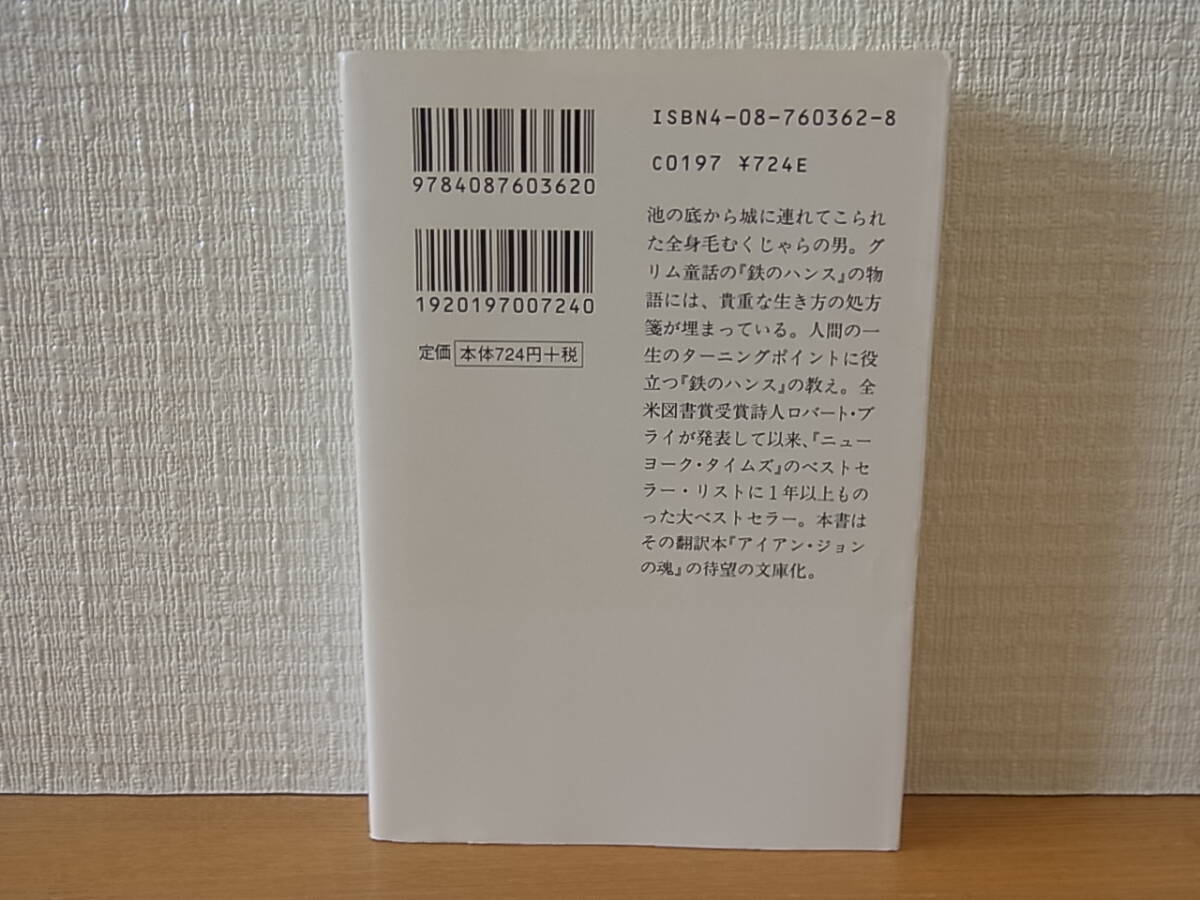 9784087603620
1920197007240
定価 本体724円+税
ISBN4-08-760362-8
C0197 ¥724E
池の底から城に連れてこられ
た全身毛むくじゃらの男。グ
リム童話の『鉄のハンス』の物
語には、貴重な生き方の処方
箋が埋まっている。人間の一
生のターニングポイントに役
立つ『鉄のハンス』の教え。全
米図書賞受賞詩人ロバート・ブ
ライが発表して以来、『ニュー
ヨーク・タイムズ』のベストセ
ラー・リストに1年以上もの
った大ベストセラー。本書は
その翻訳本『アイアン・ジョン
の魂』の待望の文庫化。